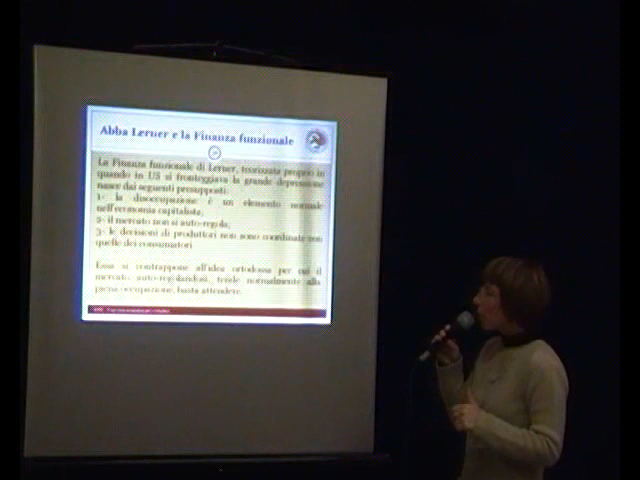 Abba Lerner e la Finanza funzionale
La Finanza funzionale di Lerner, teorizzata proprio in
quando in US si fronteggiava la grande depressione
nasce dai seguenti presupposti:
1- la disoccupazione è un elemento normale
nell'economia capitalista;
2- il mercato non si auto-regola;
3- le decisioni di produttori non sono coordinate con
quelle dei consumatori
Essa si contrappone all'idea ortodossa per cui il
mercato auto-regolandosi, tende normalmente alla
piena occupazione, basta attendere.